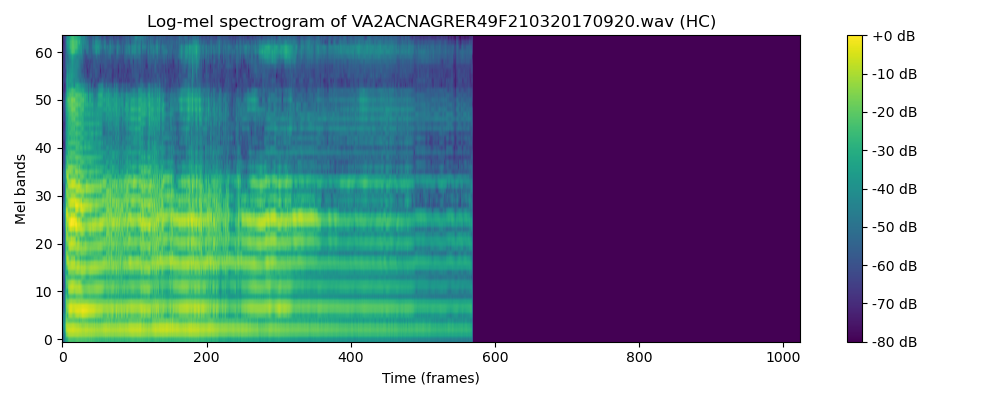 Log-mel spectrogram of VA2ACNAGRER49F210320170920.wav (HC)
Mel bands
60
50
40
30
20
10
0
0 200 400 600 800 1000
Time (frames)
+0 dB
-10 dB
-20 dB
-30 dB
-40 dB
-50 dB
-60 dB
-70 dB
-80 dB